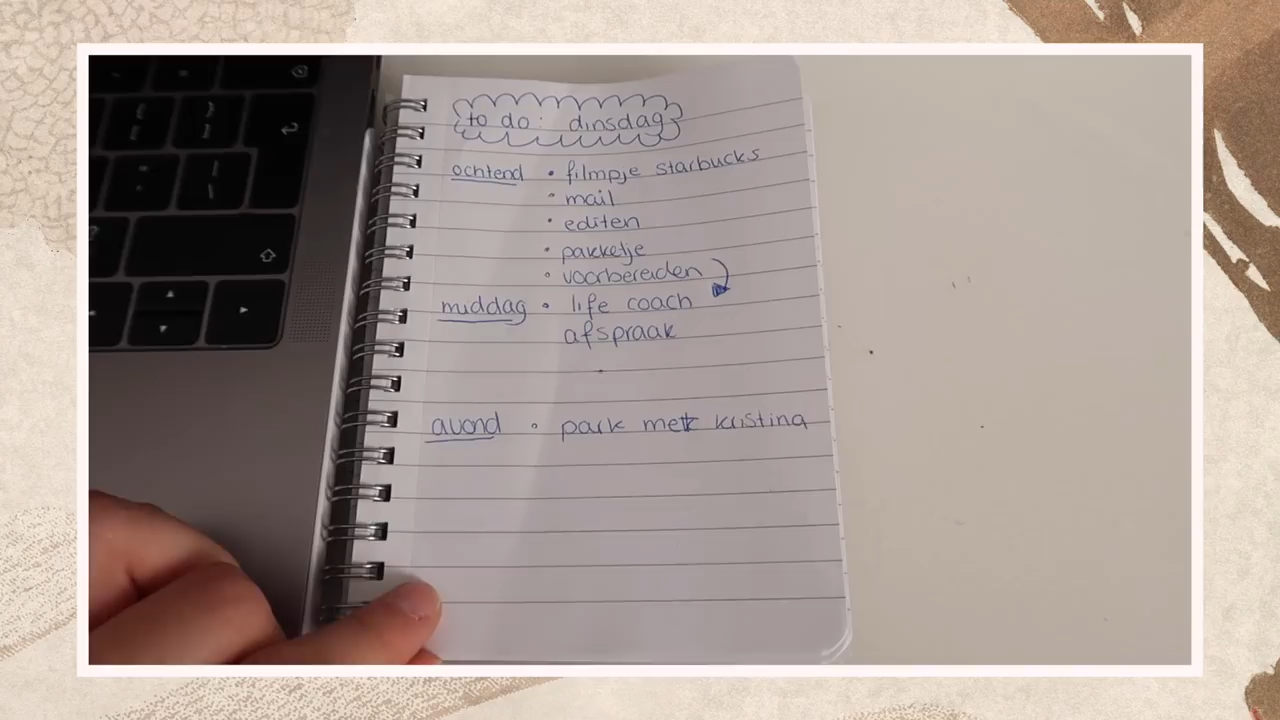 to do: dinsdag
ochtend • filmpje starbucks
• mail
• editen
• pakketje
• voorbereiden
middag • life coach
afspraak
avond • park met kristina